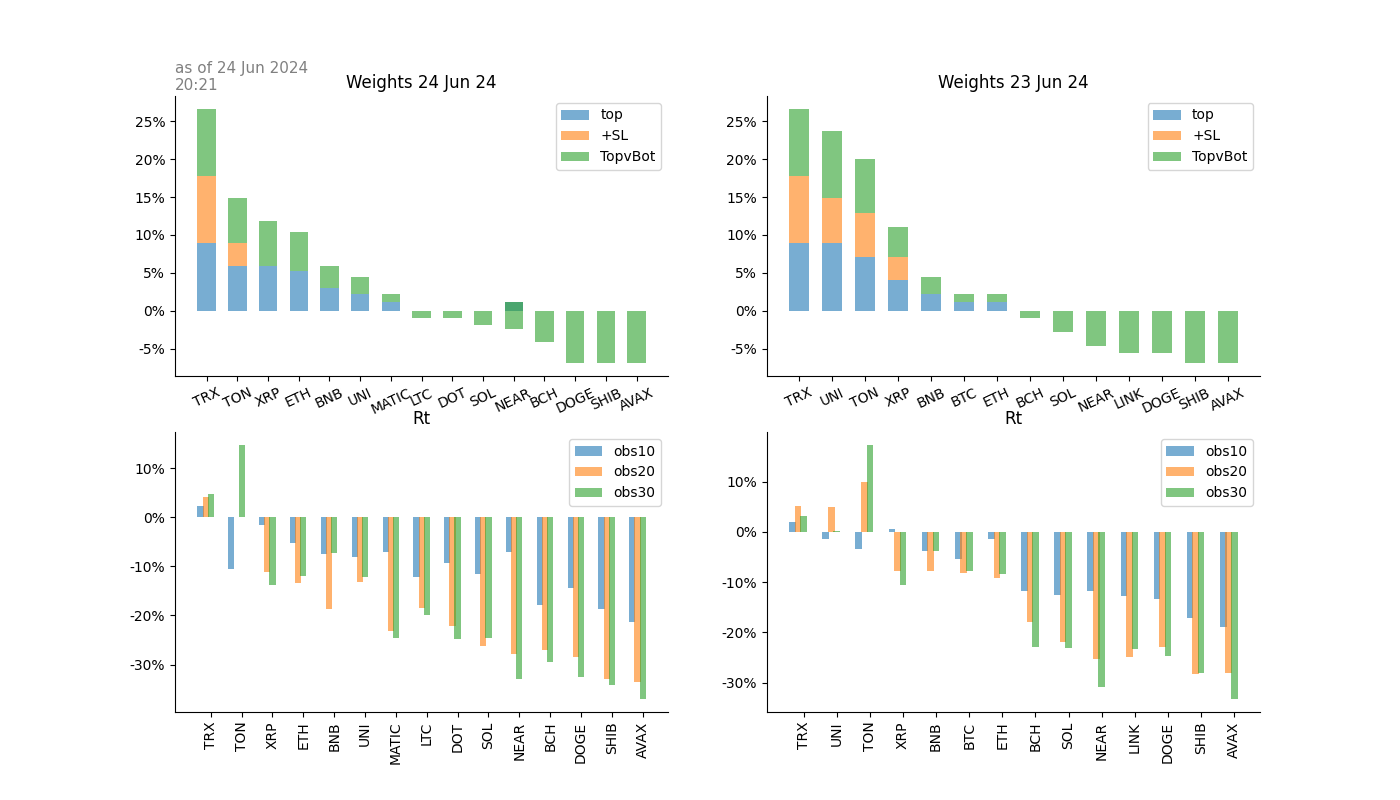 as of 24 Jun 2024
20:21
Weights 24 Jun 24
25%
20%
15%
10%
5%
0%
-5%
top
+SL
TopvBot
TRX TON XRP ETH BNB UNI MATIC LTC DOT SOL NEAR BCH DOGE SHIB AVAX
Weights 23 Jun 24
25%
20%
15%
10%
5%
0%
-5%
top
+SL
TopvBot
TRX UNI TON XRP BNB BTC ETH BCH SOL NEAR LINK DOGE SHIB AVAX
Rt
10%
0%
-10%
-20%
-30%
obs10
obs20
obs30
TRX TON XRP ETH BNB UNI MATIC LTC DOT SOL NEAR BCH DOGE SHIB AVAX
Rt
10%
0%
-10%
-20%
-30%
obs10
obs20
obs30
TRX UNI TON XRP BNB BTC ETH BCH SOL NEAR LINK DOGE SHIB AVAX